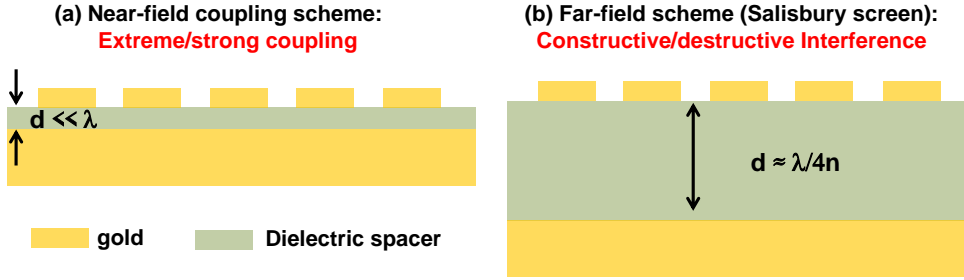 (a) Near-field coupling scheme:
Extreme/strong coupling
(b) Far-field scheme (Salisbury screen):
Constructive/destructive Interference
d << λ
d ≈ λ/4n
gold
Dielectric spacer